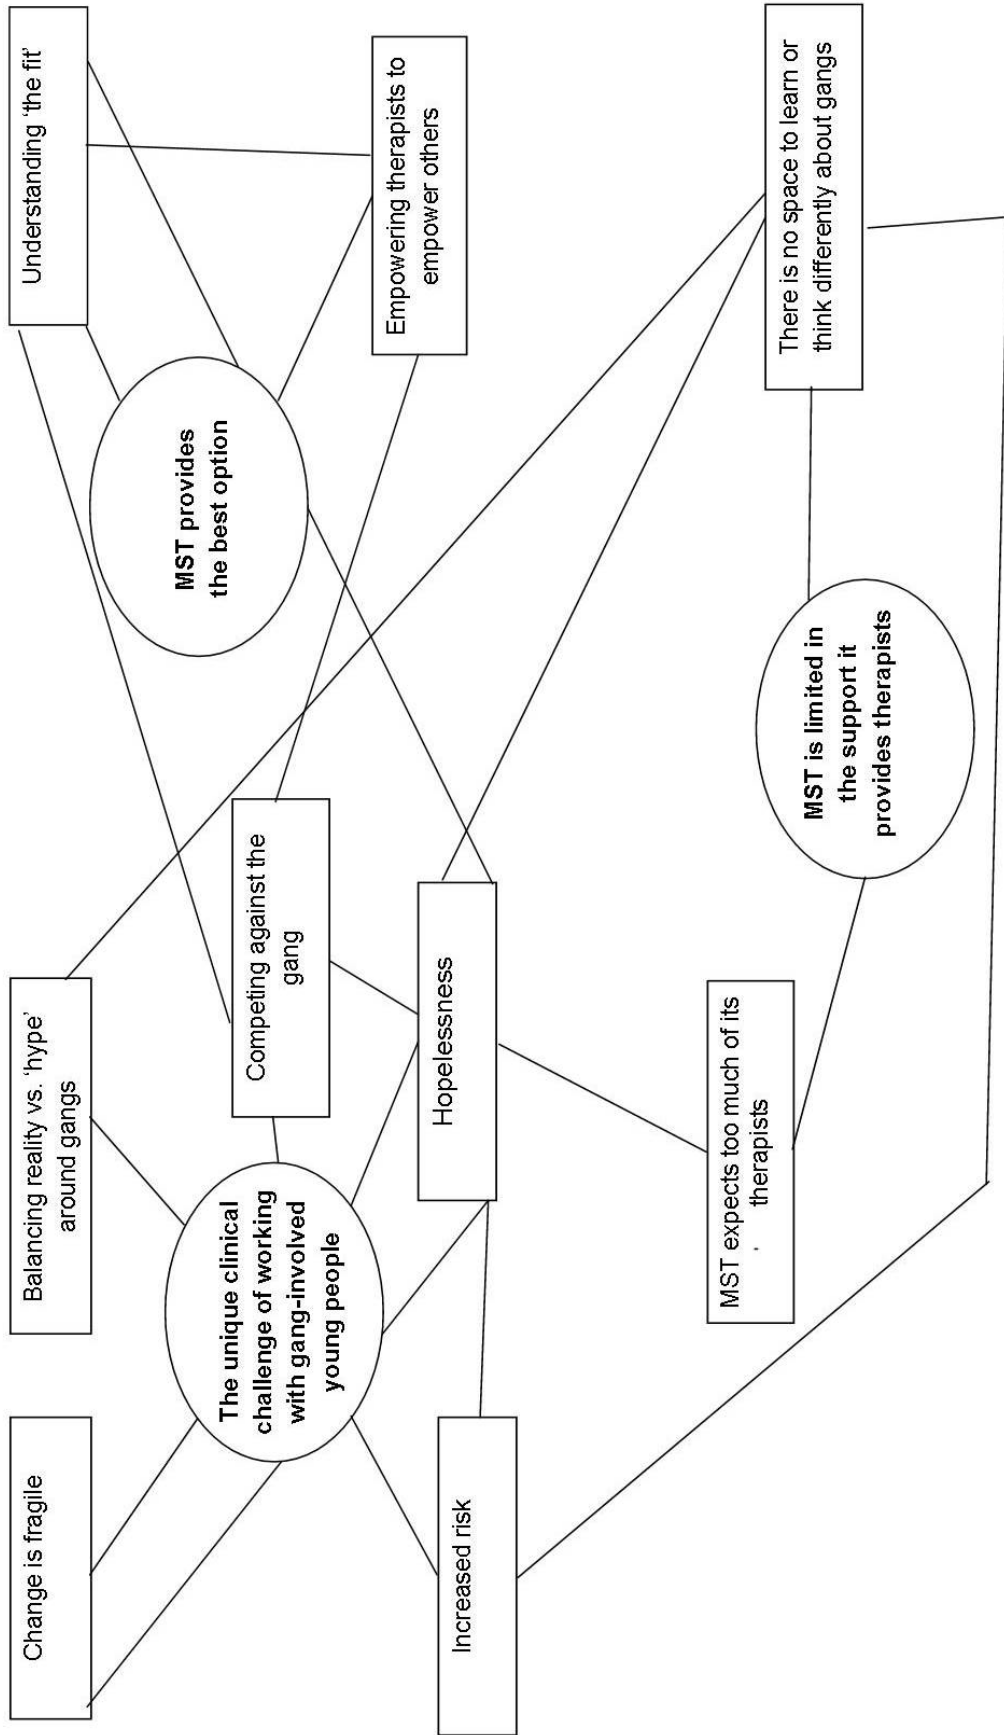 Change is fragile
Balancing reality vs. ‘hype’
around gangs
Understanding ‘the fit’
The unique clinical
challenge of working
with gang-involved
young people
Competing against the
gang
MST provides
the best option
Empowering therapists to
empower others
Increased risk
Hopelessness
MST expects too much of its
therapists
MST is limited in
the support it
provides therapists
There is no space to learn or
think differently about gangs